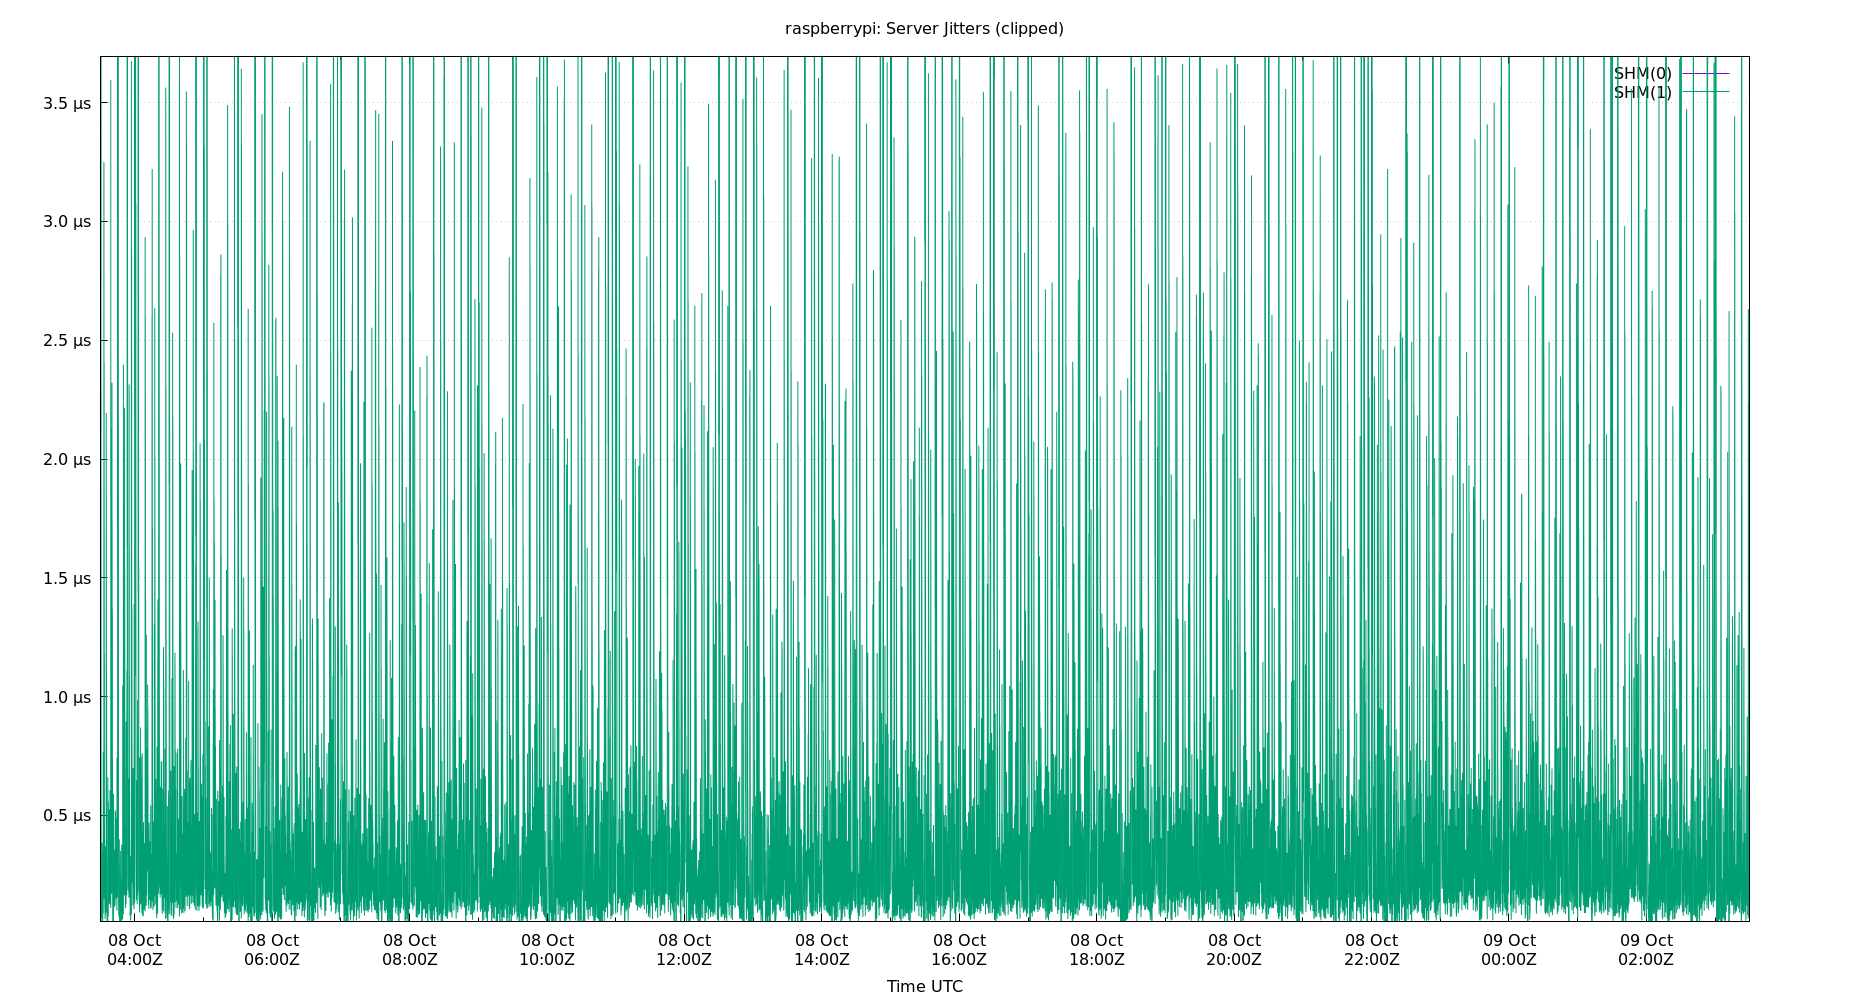 raspberrypi: Server Jitters (clipped)
SHM(0)
SHM(1)
3.5 µs
3.0 µs
2.5 µs
2.0 µs
1.5 µs
1.0 µs
0.5 µs
08 Oct 08 Oct 08 Oct 08 Oct 08 Oct 08 Oct 08 Oct 08 Oct 08 Oct 08 Oct 09 Oct 09 Oct
04:00Z 06:00Z 08:00Z 10:00Z 12:00Z 14:00Z 16:00Z 18:00Z 20:00Z 22:00Z 00:00Z 02:00Z
Time UTC